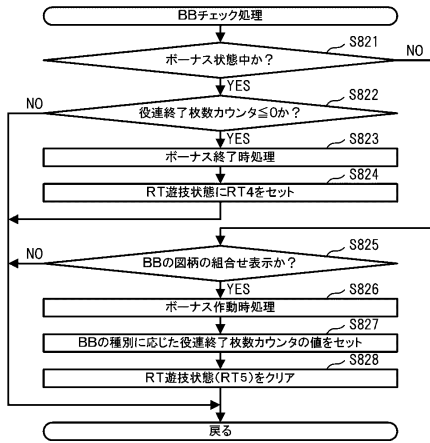 BBチェック処理
S821
ボーナス状態中か?
NO
YES
S822
NO
役連終了枚数カウンタ≦0か?
YES
S823
ボーナス終了時処理
S824
RT遊技状態にRT4をセット
S825
NO
BBの図柄の組合せ表示か?
YES
S826
ボーナス作動時処理
S827
BBの種別に応じた役連終了枚数カウンタの値をセット
S828
RT遊技状態(RT5)をクリア
戻る